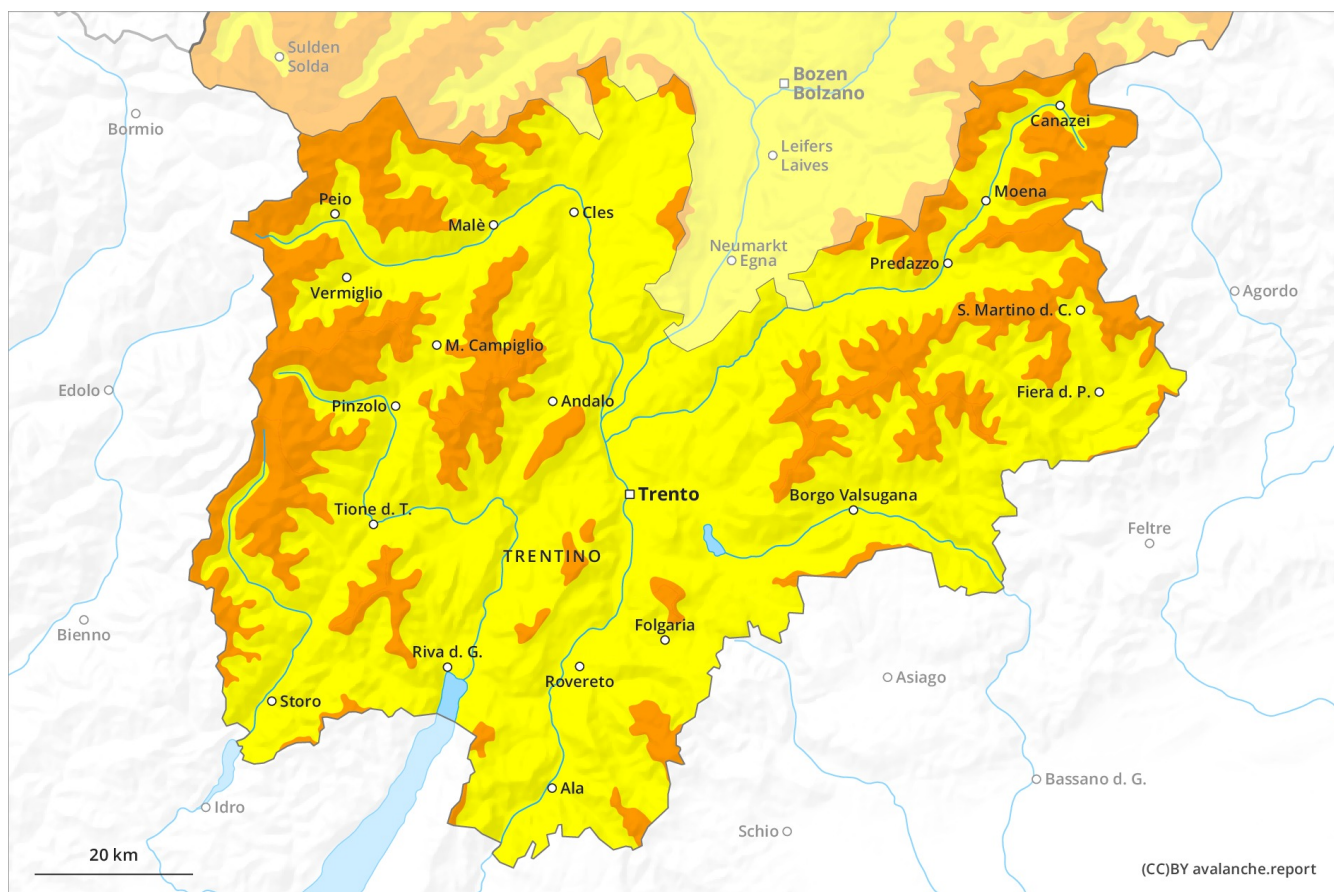 Sulden
Solda
Bozen
Bolzano
Bormio
Canazei
Leifers
Laives
Peio
Moena
Cles
Malè
Neumarkt
Egna
Predazzo
Vermiglio
Agordo
S. Martino d. C.
M. Campiglio
Edolo
Fiera d. P.
Andalo
Pinzolo
Trento
Borgo Valsugana
Tione d. T.
Feltre
TRENTINO
Bienno
Folgaria
Riva d. G.
Rovereto
Asiago
Storo
Bassano d. G.
Ala
Idro
Schio
20 km
(CC)BY avalanche.report